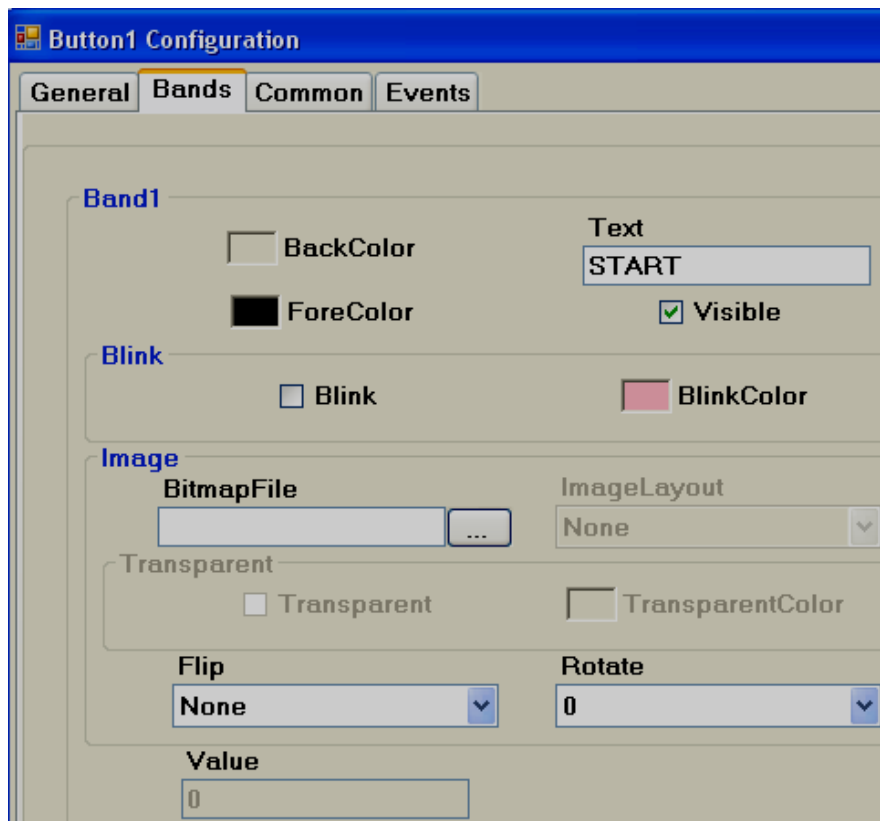 Button1 Configuration
General Bands Common Events
Band1
BackColor
Text
START
ForeColor
Visible
Blink
Blink
BlinkColor
Image
BitmapFile
ImageLayout
...
None
Transparent
Transparent
TransparentColor
Flip
Rotate
None
0
Value
0